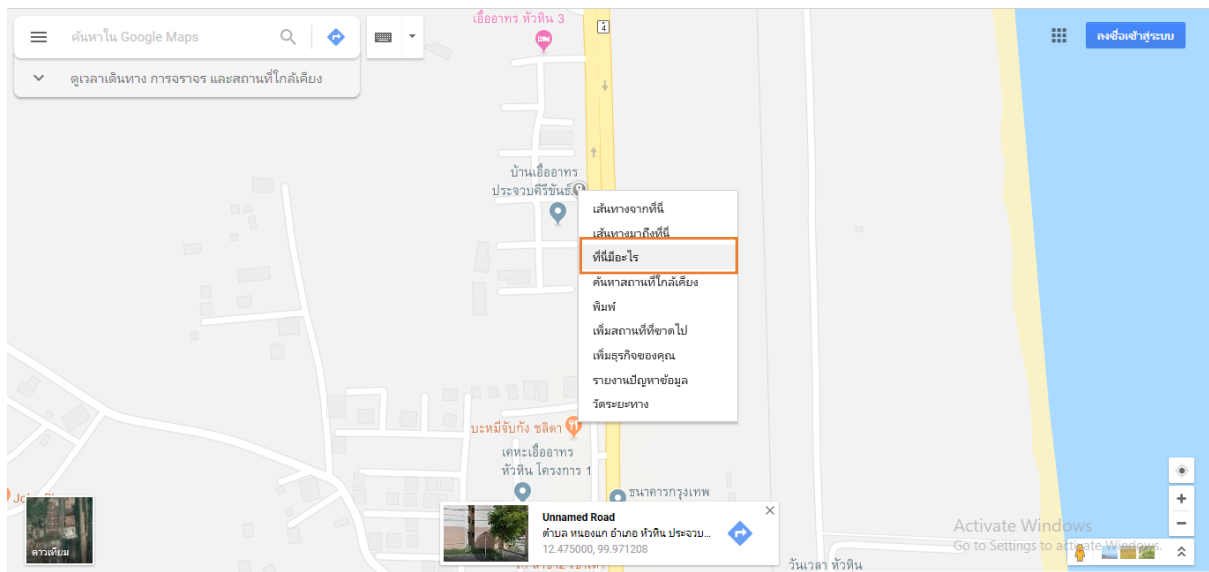 ค้นหาใน Google Maps
ดูเวลาเดินทาง การจราจร และสถานที่ใกล้เคียง
ลงชื่อเข้าสู่ระบบ
เอื้ออาทร หัวหิน 3
4
บ้านเอื้ออาทร
ประจวบคีรีขันธ์
เส้นทางจากที่นี่
เส้นทางมาถึงที่นี่
ที่นี่มีอะไร
ค้นหาสถานที่ใกล้เคียง
พิมพ์
เพิ่มสถานที่ที่ขาดไป
เพิ่มธุรกิจของคุณ
รายงานปัญหาข้อมูล
วัดระยะทาง
บะหมี่จับกัง ชลิตา
เคหะเอื้ออาทร
หัวหิน โครงการ 1
ธนาคารกรุงเทพ
ดาวเทียม
Unnamed Road
ตำบล หนองแก อำเภอ หัวหิน ประจวบ...
12.475000, 99.971208
วันเวลา หัวหิน
Activate Windows
Go to Settings to activate Windows.